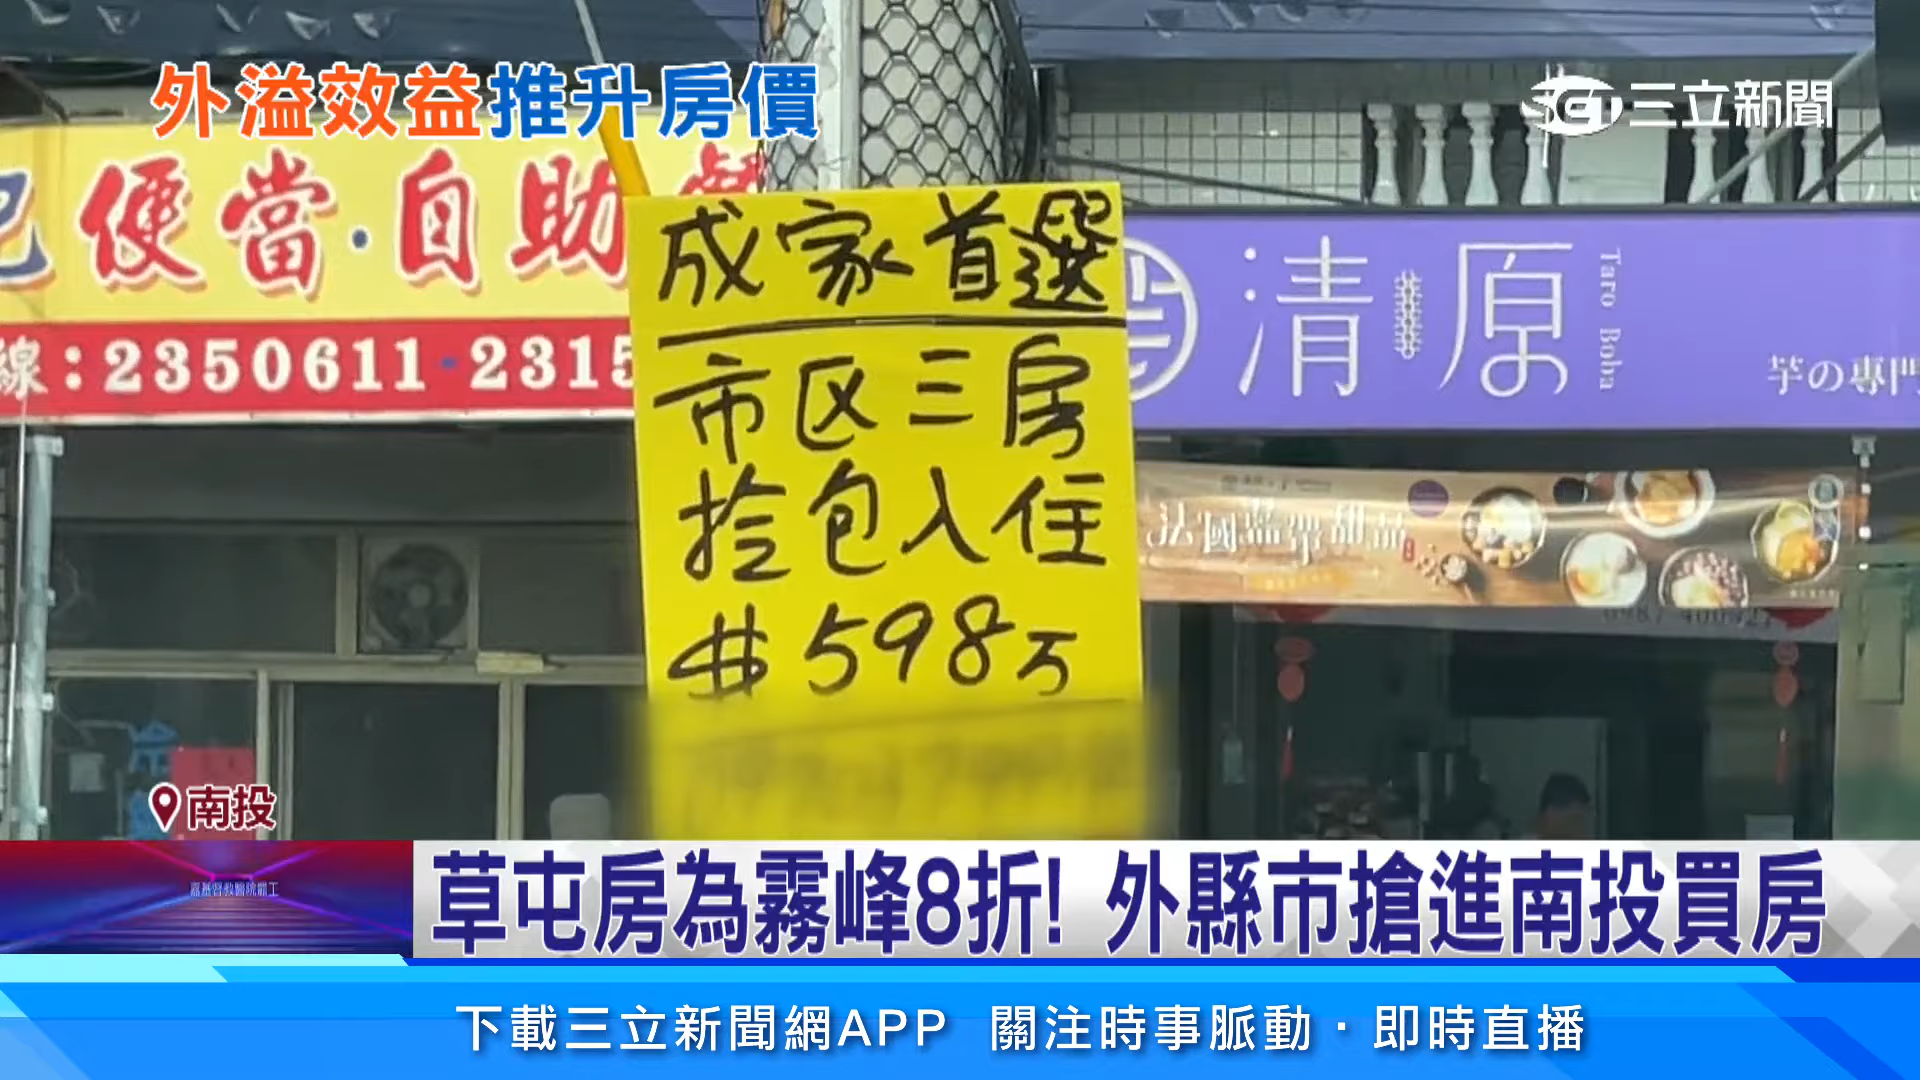 外溢效益推升房價
SET三立新聞
便當·自助餐
線:2350611·2315
成家首選
市区三房
拎包入住
$598万
清原
Taro Boba
芋の專門
南投
草屯房為霧峰8折! 外縣市搶進南投買房
下載三立新聞網APP 關注時事脈動·即時直播